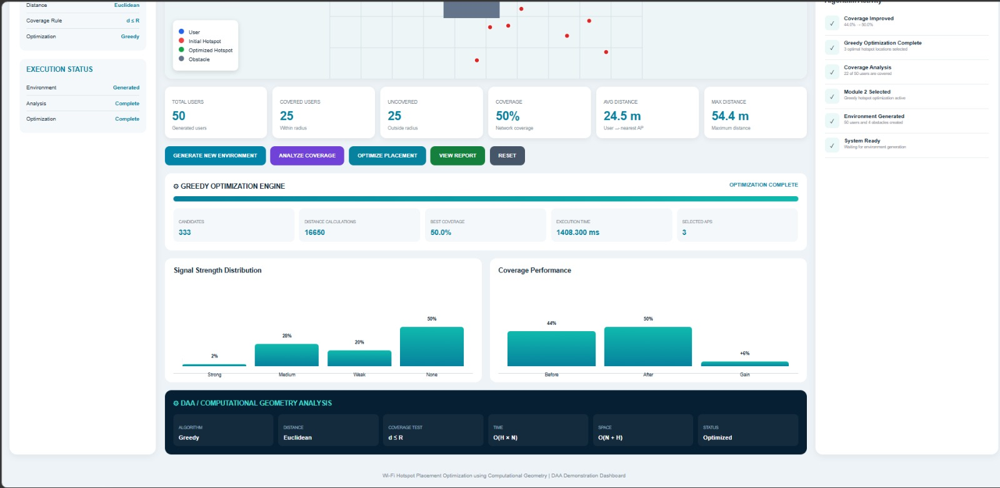 Distance Euclidean
Coverage Rule d ≤ R
Optimization Greedy
EXECUTION STATUS
Environment Generated
Analysis Complete
Optimization Complete
User
Initial Hotspot
Optimized Hotspot
Obstacle
TOTAL USERS
50
Generated users
COVERED USERS
25
Within radius
UNCOVERED
25
Outside radius
COVERAGE
50%
Network coverage
AVG DISTANCE
24.5 m
User → nearest AP
MAX DISTANCE
54.4 m
Maximum distance
GENERATE NEW ENVIRONMENT
ANALYZE COVERAGE
OPTIMIZE PLACEMENT
VIEW REPORT
RESET
⚙ GREEDY OPTIMIZATION ENGINE
OPTIMIZATION COMPLETE
CANDIDATES
333
DISTANCE CALCULATIONS
16650
BEST COVERAGE
50.0%
EXECUTION TIME
1408.300 ms
SELECTED APS
3
Signal Strength Distribution
2%
28%
20%
50%
Strong
Medium
Weak
None
Coverage Performance
44%
50%
+6%
Before
After
Gain
⚙ DAA / COMPUTATIONAL GEOMETRY ANALYSIS
ALGORITHM
Greedy
DISTANCE
Euclidean
COVERAGE TEST
d ≤ R
TIME
O(H × N)
SPACE
O(N + H)
STATUS
Optimized
Algorithm Activity
✓ Coverage Improved
44.0% → 50.0%
✓ Greedy Optimization Complete
3 optimal hotspot locations selected
✓ Coverage Analysis
22 of 50 users are covered
✓ Module 2 Selected
Greedy hotspot optimization active
✓ Environment Generated
50 users and 4 obstacles created
✓ System Ready
Waiting for environment generation
Wi-Fi Hotspot Placement Optimization using Computational Geometry | DAA Demonstration Dashboard